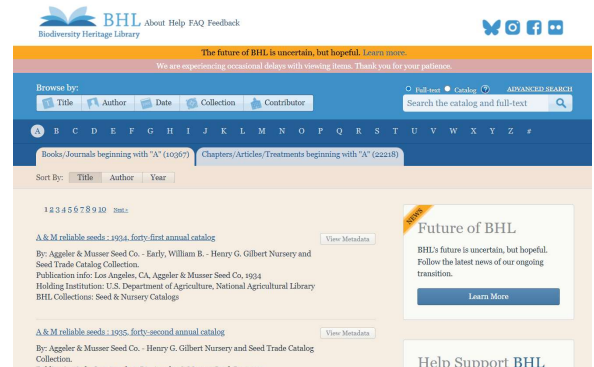 BHL
Biodiversity Heritage Library
About Help FAQ Feedback
The future of BHL is uncertain, but hopeful. Learn more.
We are experiencing occasional delays with viewing items. Thank you for your patience.
Browse by:
Title Author Date Collection Contributor
Full-text Catalog ? ADVANCED SEARCH
Search the catalog and full-text
A B C D E F G H I J K L M N O P Q R S T U V W X Y Z #
Books/Journals beginning with "A" (10367) Chapters/Articles/Treatments beginning with "A" (22218)
Sort By: Title Author Year
1 2 3 4 5 6 7 8 9 10 Next >
A & M reliable seeds : 1934, forty-first annual catalog
View Metadata
By: Aggeler & Musser Seed Co. - Early, William B. - Henry G. Gilbert Nursery and
Seed Trade Catalog Collection.
Publication info: Los Angeles, CA, Aggeler & Musser Seed Co, 1934
Holding Institution: U.S. Department of Agriculture, National Agricultural Library
BHL Collections: Seed & Nursery Catalogs
A & M reliable seeds : 1935, forty-second annual catalog
View Metadata
By: Aggeler & Musser Seed Co. - Henry G. Gilbert Nursery and Seed Trade Catalog
Collection.
NEWS
Future of BHL
BHL's future is uncertain, but hopeful.
Follow the latest news of our ongoing
transition.
Learn More
Help Support BHL